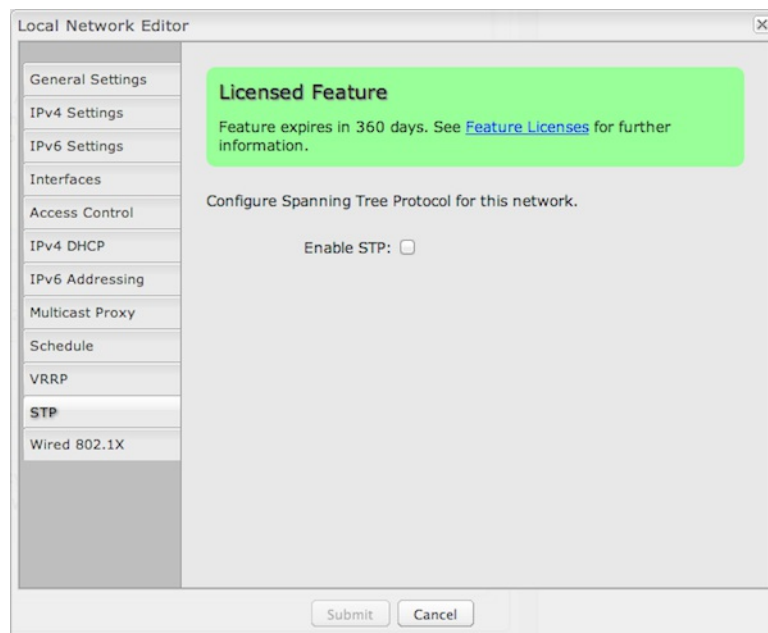 Local Network Editor
General Settings
IPv4 Settings
IPv6 Settings
Interfaces
Access Control
IPv4 DHCP
IPv6 Addressing
Multicast Proxy
Schedule
VRRP
STP
Wired 802.1X
Licensed Feature
Feature expires in 360 days. See Feature Licenses for further
information.
Configure Spanning Tree Protocol for this network.
Enable STP:
Submit
Cancel